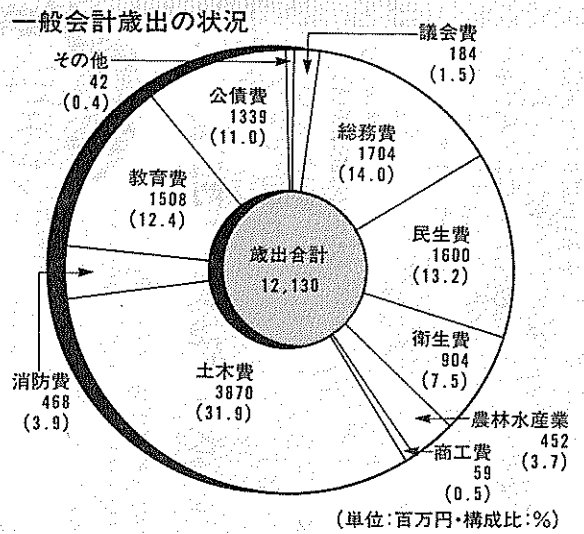 一般会計歳出の状況
議会費
184
(1.5)
総務費
1704
(14.0)
民生費
1600
(13.2)
衛生費
904
(7.5)
農林水産業
452
(3.7)
商工費
59
(0.5)
土木費
3870
(31.9)
消防費
468
(3.9)
教育費
1508
(12.4)
公債費
1339
(11.0)
その他
42
(0.4)
歳出合計
12,130
(単位:百万円・構成比:%)